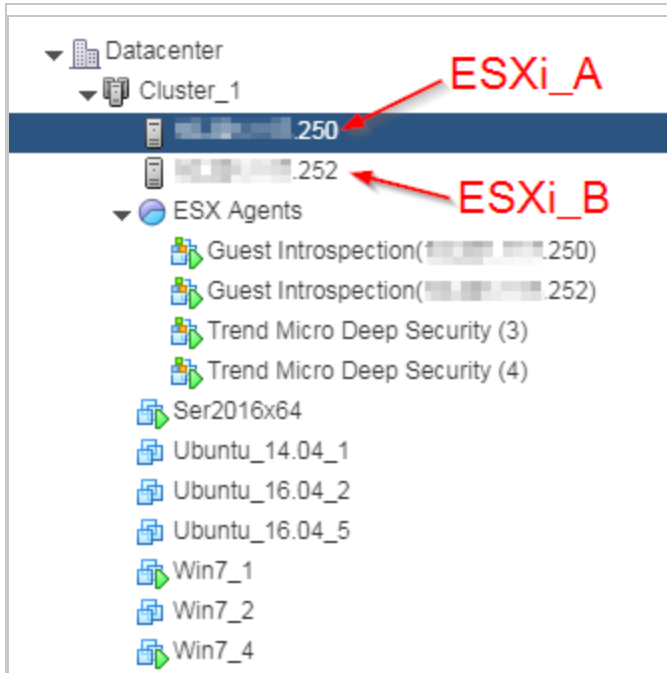 Datacenter
Cluster_1
ESXi_A
.250
.252
ESXi_B
ESX Agents
Guest Introspection( .250)
Guest Introspection( .252)
Trend Micro Deep Security (3)
Trend Micro Deep Security (4)
Ser2016x64
Ubuntu_14.04_1
Ubuntu_16.04_2
Ubuntu_16.04_5
Win7_1
Win7_2
Win7_4